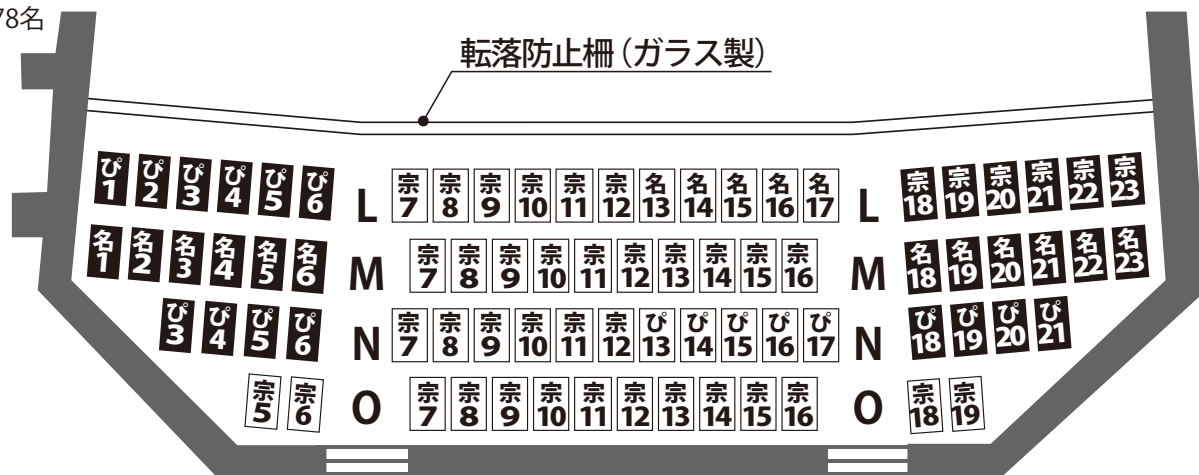 78名
転落防止柵（ガラス製）
ぴ1 ぴ2 ぴ3 ぴ4 ぴ5 ぴ6 L 宗7 宗8 宗9 宗10 宗11 宗12 名13 名14 名15 名16 名17 L 宗18 宗19 宗20 宗21 宗22 宗23
名1 名2 名3 名4 名5 名6 M 宗7 宗8 宗9 宗10 宗11 宗12 宗13 宗14 宗15 宗16 M 名18 名19 名20 名21 名22 名23
ぴ3 ぴ4 ぴ5 ぴ6 N 宗7 宗8 宗9 宗10 宗11 宗12 ぴ13 ぴ14 ぴ15 ぴ16 ぴ17 N ぴ18 ぴ19 ぴ20 ぴ21
宗5 宗6 O 宗7 宗8 宗9 宗10 宗11 宗12 宗13 宗14 宗15 宗16 O 宗18 宗19